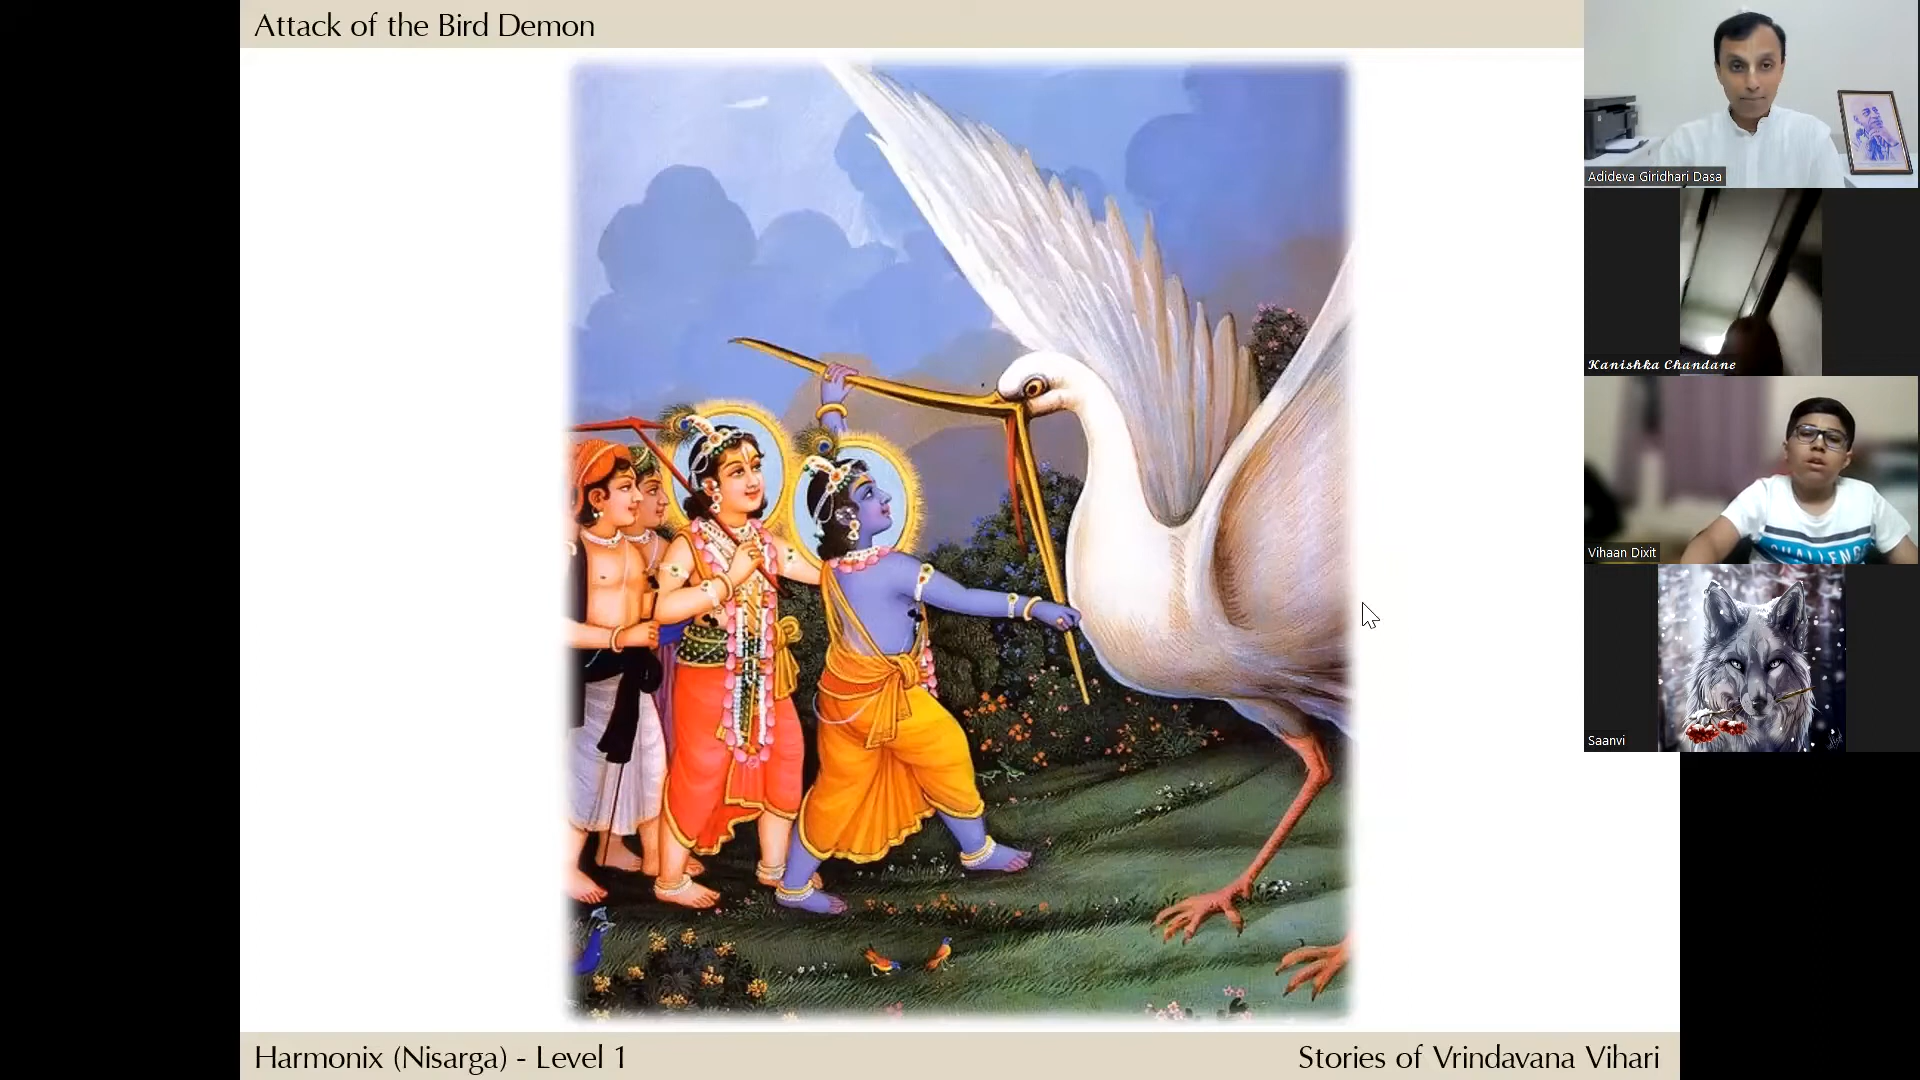 Attack of the Bird Demon
Adideva Giridhari Dasa
Kanishka Chandane
Vihaan Dixit
CHALLENG
Saanvi
Harmonix (Nisarga) - Level 1
Stories of Vrindavana Vihari